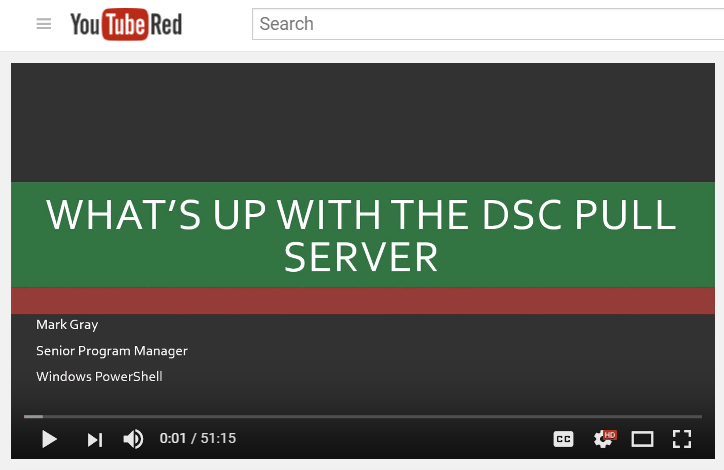 YouTube Red
Search
WHAT’S UP WITH THE DSC PULL
SERVER
Mark Gray
Senior Program Manager
Windows PowerShell
0:01 / 51:15
CC
HD